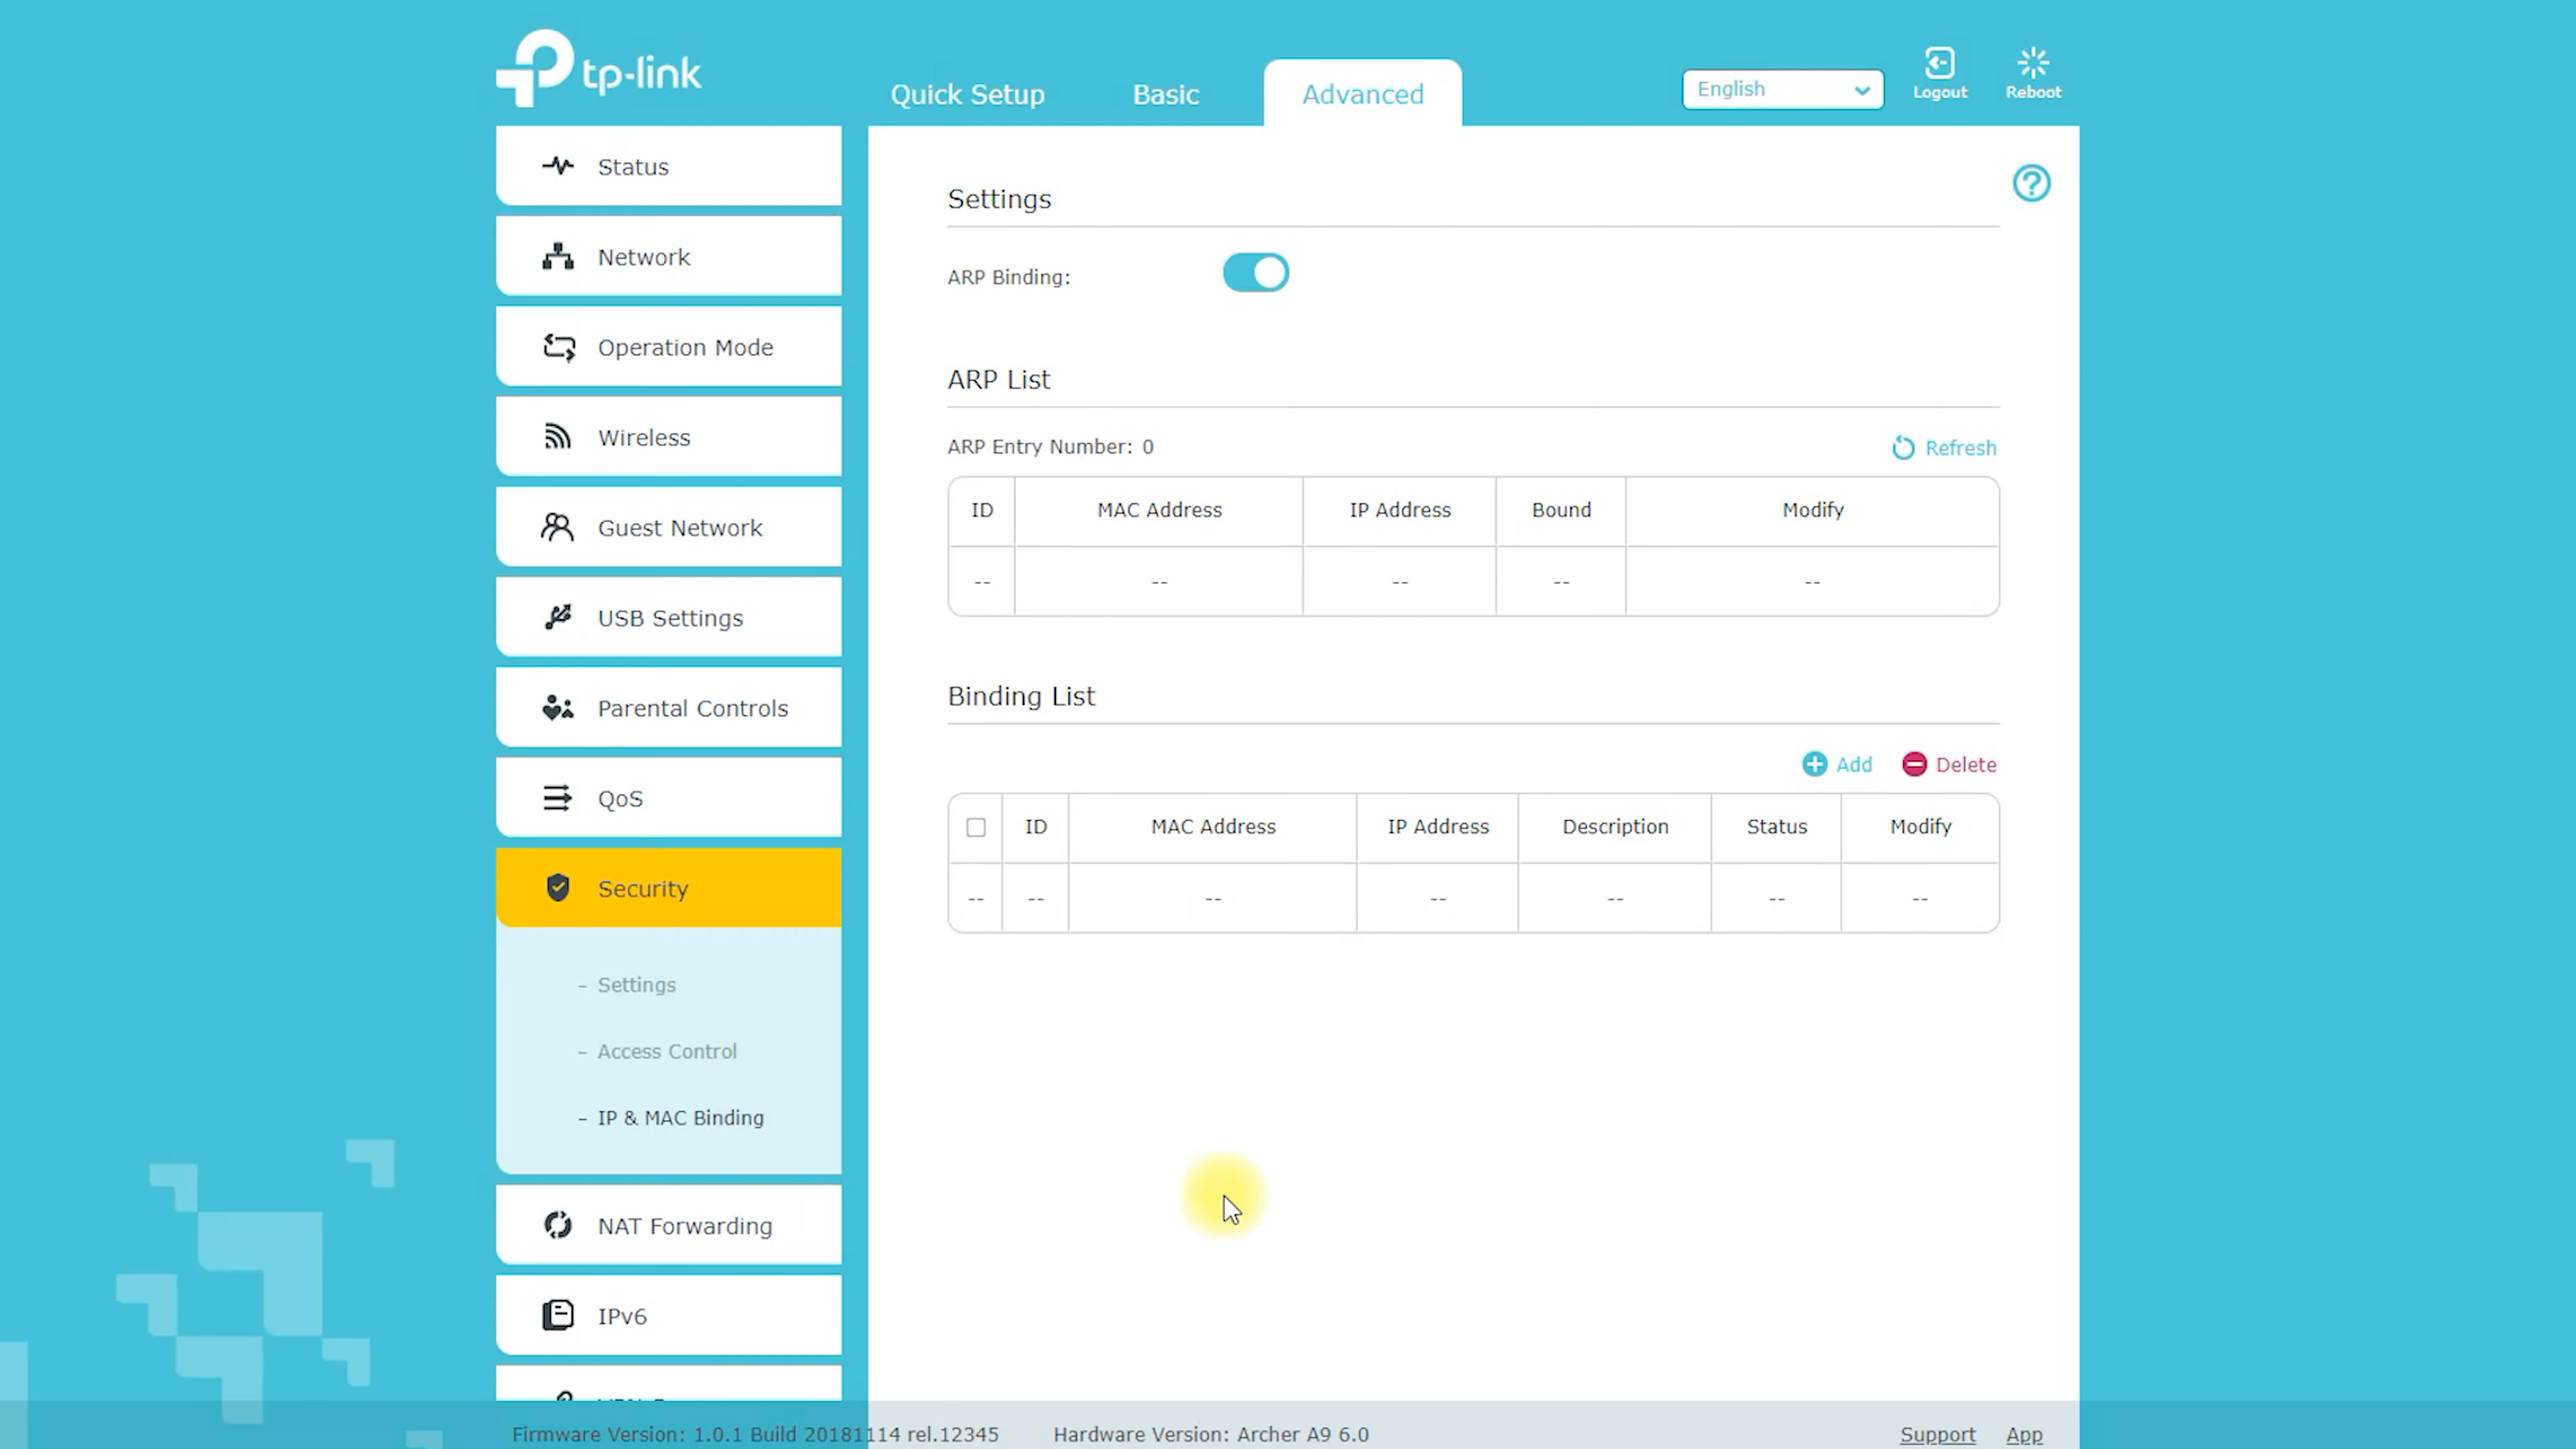 tp-link
Quick Setup Basic Advanced
English
Logout
Reboot
Status
Network
Operation Mode
Wireless
Guest Network
USB Settings
Parental Controls
QoS
Security
- Settings
- Access Control
- IP & MAC Binding
NAT Forwarding
IPv6
Settings
ARP Binding:
ARP List
ARP Entry Number: 0
Refresh
ID MAC Address IP Address Bound Modify
-- -- -- -- --
Binding List
Add Delete
ID MAC Address IP Address Description Status Modify
-- -- -- -- -- -- --
Firmware Version: 1.0.1 Build 20181114 rel.12345 Hardware Version: Archer A9 6.0
Support App